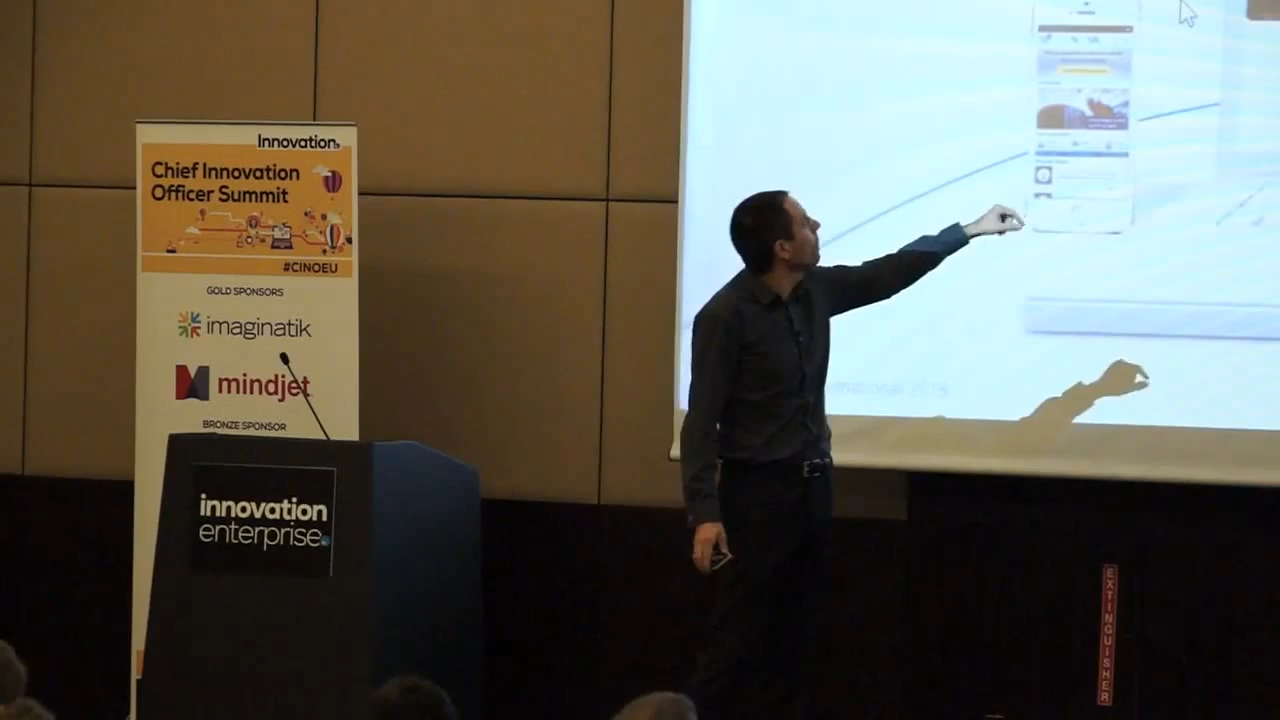 Innovation
Chief Innovation
Officer Summit
#CINOEU
GOLD SPONSORS
imaginatik
mindjet
BRONZE SPONSOR
innovation
enterprise
EXTINGUISHER